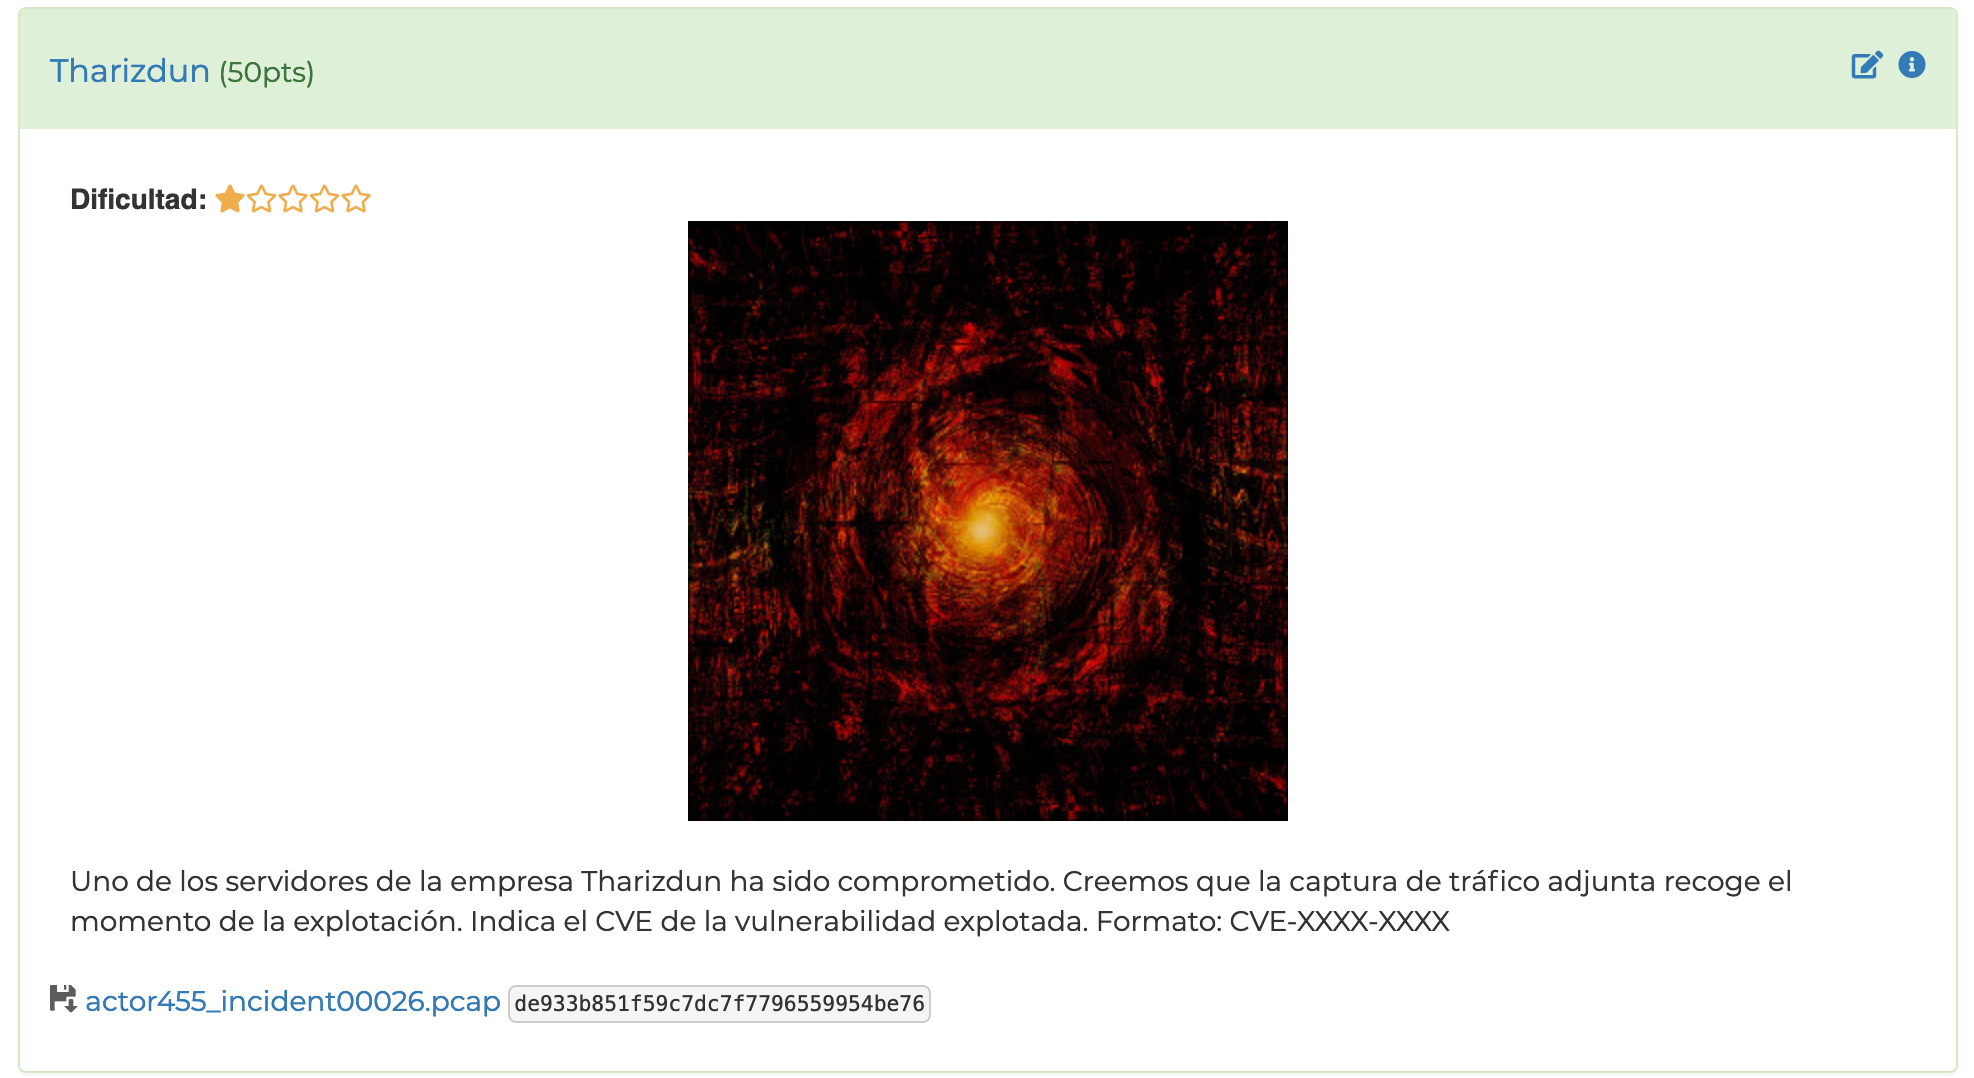 Tharizdun (50pts)
Dificultad:
Uno de los servidores de la empresa Tharizdun ha sido comprometido. Creemos que la captura de tráfico adjunta recoge el
momento de la explotación. Indica el CVE de la vulnerabilidad explotada. Formato: CVE-XXXX-XXXX
actor455_incident00026.pcap de933b851f59c7dc7f7796559954be76